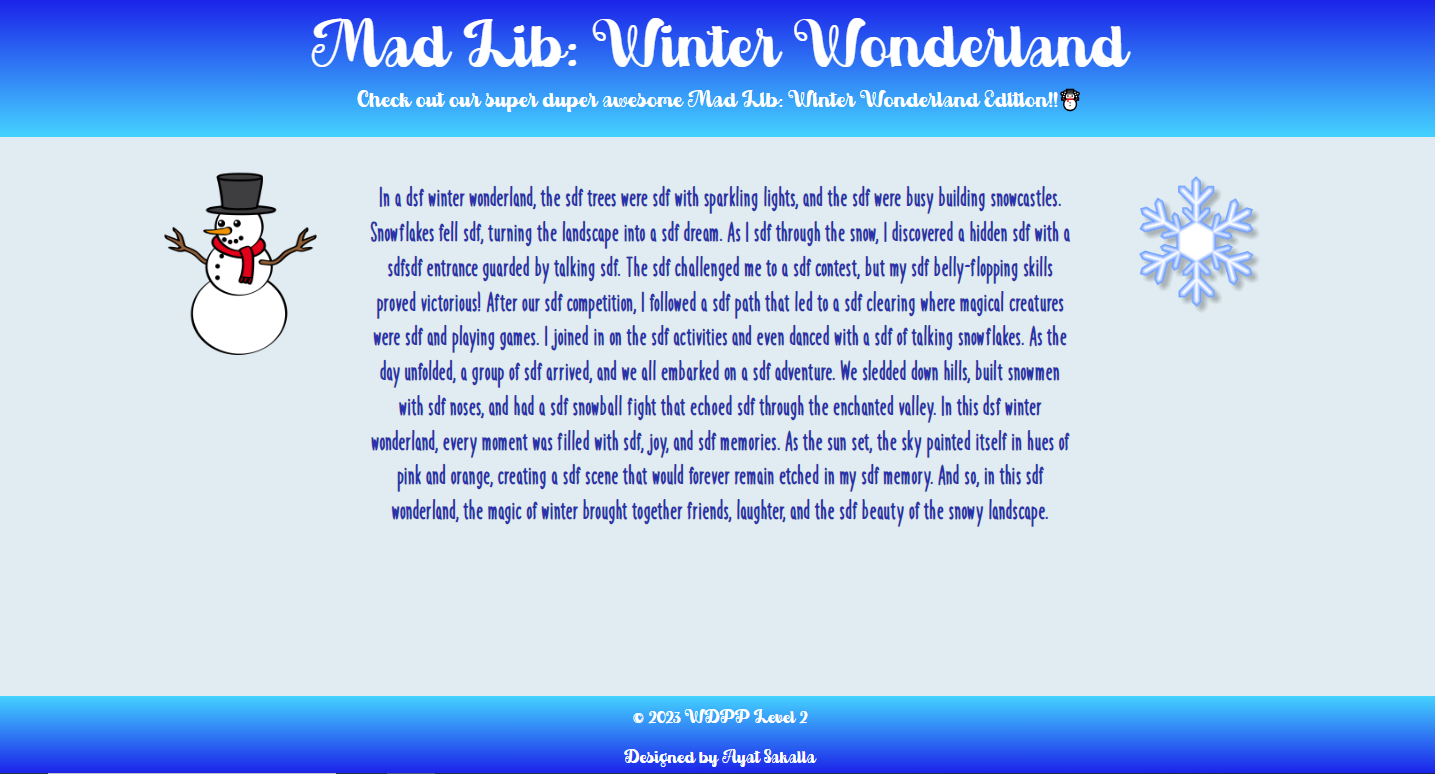 Mad Lib: Winter Wonderland
Check out our super duper awesome Mad Lib: Winter Wonderland Edition!!
In a dsf winter wonderland, the sdf trees were sdf with sparkling lights, and the sdf were busy building snowcastles.
Snowflakes fell sdf, turning the landscape into a sdf dream. As I sdf through the snow, I discovered a hidden sdf with a
sdfsdf entrance guarded by talking sdf. The sdf challenged me to a sdf contest, but my sdf belly-flopping skills
proved victorious! After our sdf competition, I followed a sdf path that led to a sdf clearing where magical creatures
were sdf and playing games. I joined in on the sdf activities and even danced with a sdf of talking snowflakes. As the
day unfolded, a group of sdf arrived, and we all embarked on a sdf adventure. We sledded down hills, built snowmen
with sdf noses, and had a sdf snowball fight that echoed sdf through the enchanted valley. In this dsf winter
wonderland, every moment was filled with sdf, joy, and sdf memories. As the sun set, the sky painted itself in hues of
pink and orange, creating a sdf scene that would forever remain etched in my sdf memory. And so, in this sdf
wonderland, the magic of winter brought together friends, laughter, and the sdf beauty of the snowy landscape.
© 2023 WDPP Level 2
Designed by Ayat Sakalla